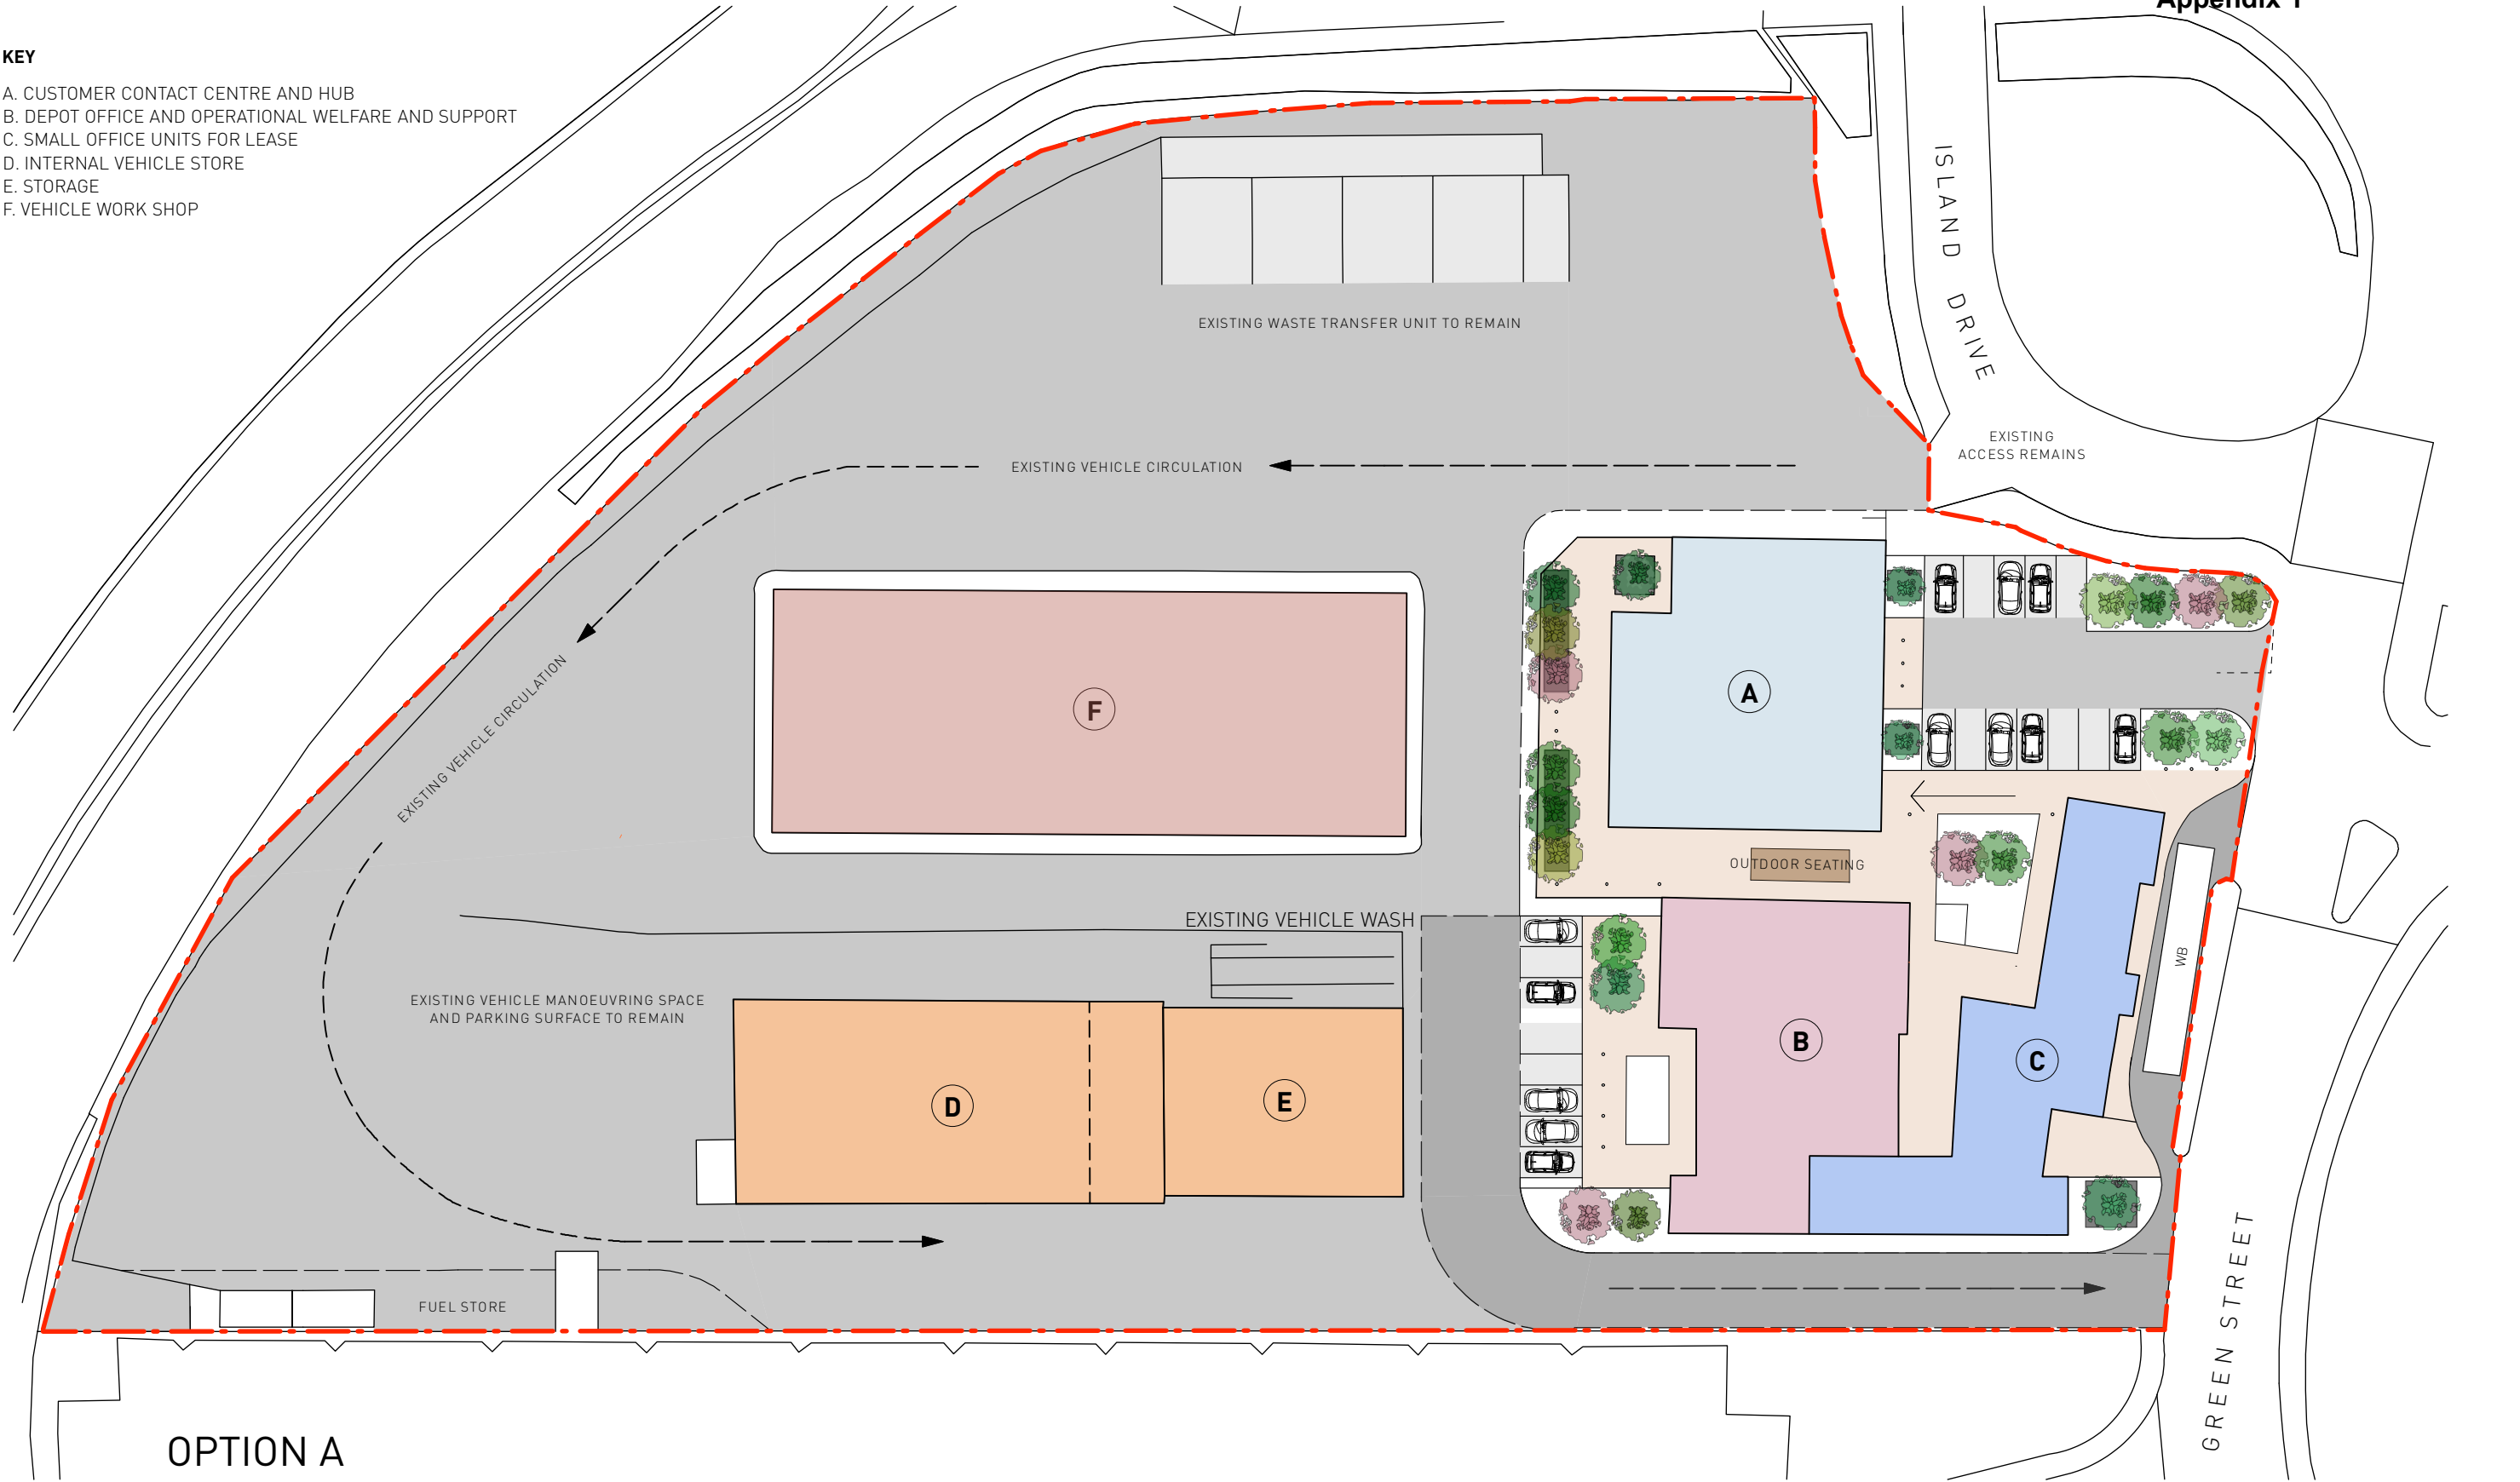 Appendix 1
KEY
A. CUSTOMER CONTACT CENTRE AND HUB
B. DEPOT OFFICE AND OPERATIONAL WELFARE AND SUPPORT
C. SMALL OFFICE UNITS FOR LEASE
D. INTERNAL VEHICLE STORE
E. STORAGE
F. VEHICLE WORK SHOP
ISLAND DRIVE
EXISTING WASTE TRANSFER UNIT TO REMAIN
EXISTING
ACCESS REMAINS
EXISTING VEHICLE CIRCULATION
EXISTING VEHICLE CIRCULATION
F
A
OUTDOOR SEATING
EXISTING VEHICLE WASH
WB
EXISTING VEHICLE MANOEUVRING SPACE
AND PARKING SURFACE TO REMAIN
D
E
B
C
FUEL STORE
GREEN STREET
OPTION A